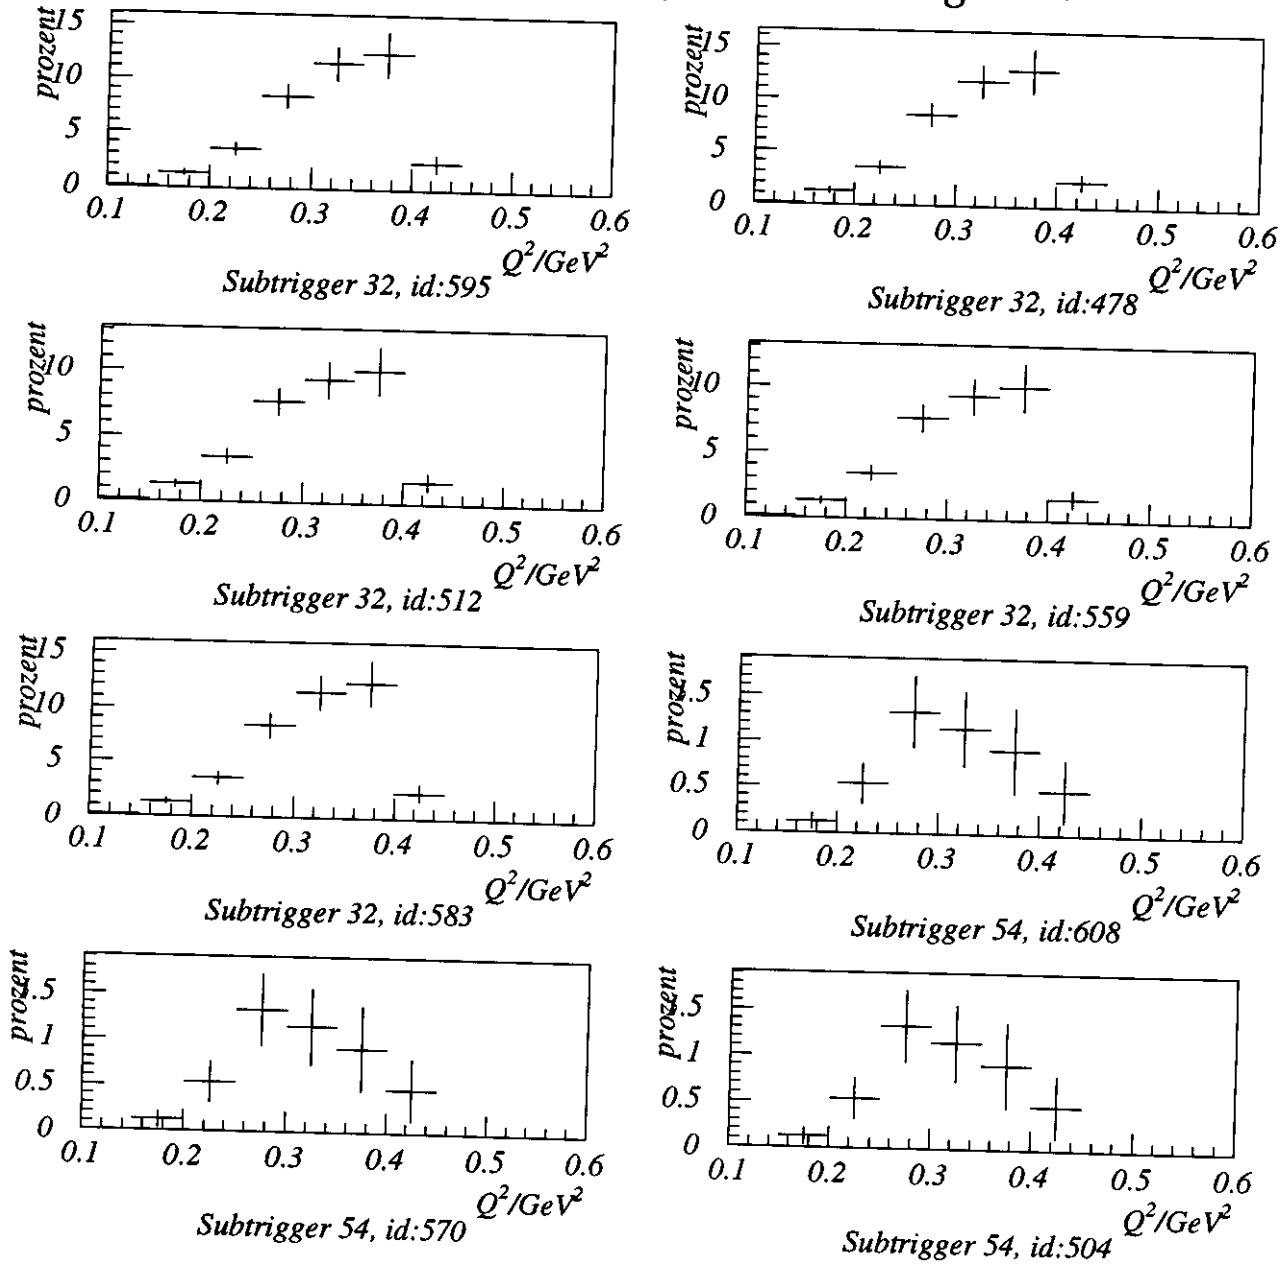 prozent
15
10
5
0
0.1 0.2 0.3 0.4 0.5 0.6
Q²/GeV²
Subtrigger 32, id:595
prozent
15
10
5
0
0.1 0.2 0.3 0.4 0.5 0.6
Q²/GeV²
Subtrigger 32, id:478
prozent
10
5
0
0.1 0.2 0.3 0.4 0.5 0.6
Q²/GeV²
Subtrigger 32, id:512
prozent
10
5
0
0.1 0.2 0.3 0.4 0.5 0.6
Q²/GeV²
Subtrigger 32, id:559
prozent
15
10
5
0
0.1 0.2 0.3 0.4 0.5 0.6
Q²/GeV²
Subtrigger 32, id:583
prozent
1.5
1
0.5
0
0.1 0.2 0.3 0.4 0.5 0.6
Q²/GeV²
Subtrigger 54, id:608
prozent
1.5
1
0.5
0
0.1 0.2 0.3 0.4 0.5 0.6
Q²/GeV²
Subtrigger 54, id:570
prozent
1.5
1
0.5
0
0.1 0.2 0.3 0.4 0.5 0.6
Q²/GeV²
Subtrigger 54, id:504